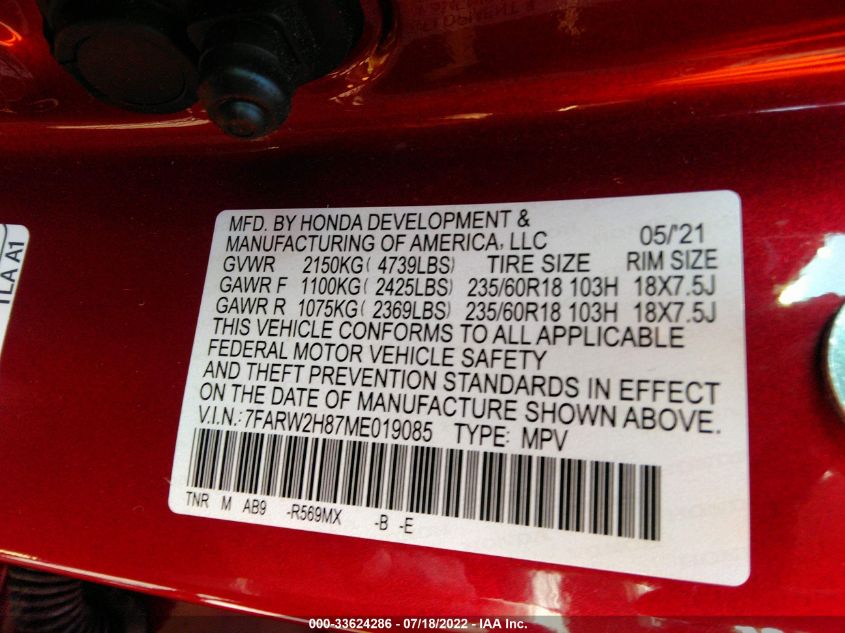 MFD. BY HONDA DEVELOPMENT &
MANUFACTURING OF AMERICA, LLC 05/'21
GVWR 2150KG( 4739LBS) TIRE SIZE RIM SIZE
GAWR F 1100KG( 2425LBS) 235/60R18 103H 18X7.5J
GAWR R 1075KG( 2369LBS) 235/60R18 103H 18X7.5J
THIS VEHICLE CONFORMS TO ALL APPLICABLE
FEDERAL MOTOR VEHICLE SAFETY
AND THEFT PREVENTION STANDARDS IN EFFECT
ON THE DATE OF MANUFACTURE SHOWN ABOVE.
V.I.N.: 7FARW2H87ME019085 TYPE: MPV
TNR M AB9 -R569MX -B -E
TLA A1
000-33624286 - 07/18/2022 - IAA Inc.